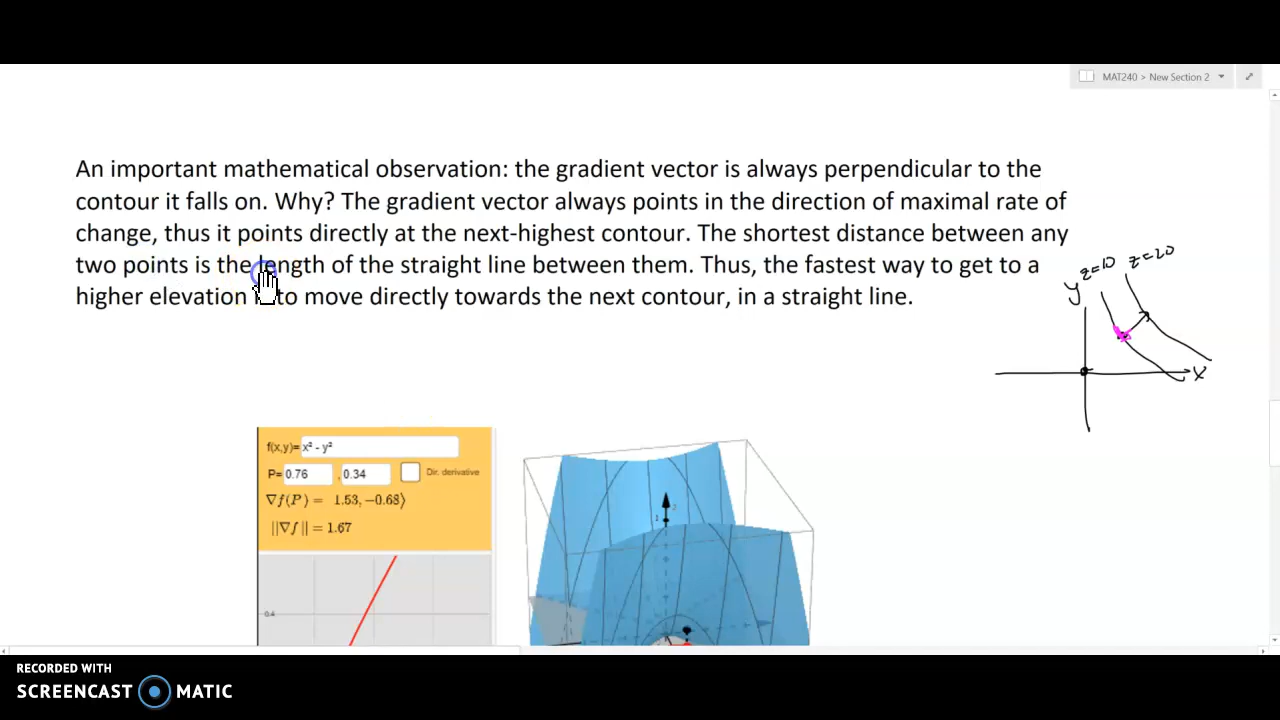 MAT240 > New Section 2
An important mathematical observation: the gradient vector is always perpendicular to the
contour it falls on. Why? The gradient vector always points in the direction of maximal rate of
change, thus it points directly at the next-highest contour. The shortest distance between any
two points is the length of the straight line between them. Thus, the fastest way to get to a
higher elevation to move directly towards the next contour, in a straight line.
z=10 z=20
y
x
f(x,y)= x² - y²
P= 0.76 , 0.34 Dir. derivative
∇f(P) = 1.53, −0.68⟩
||∇f || = 1.67
0.4
1 z
RECORDED WITH
SCREENCAST MATIC